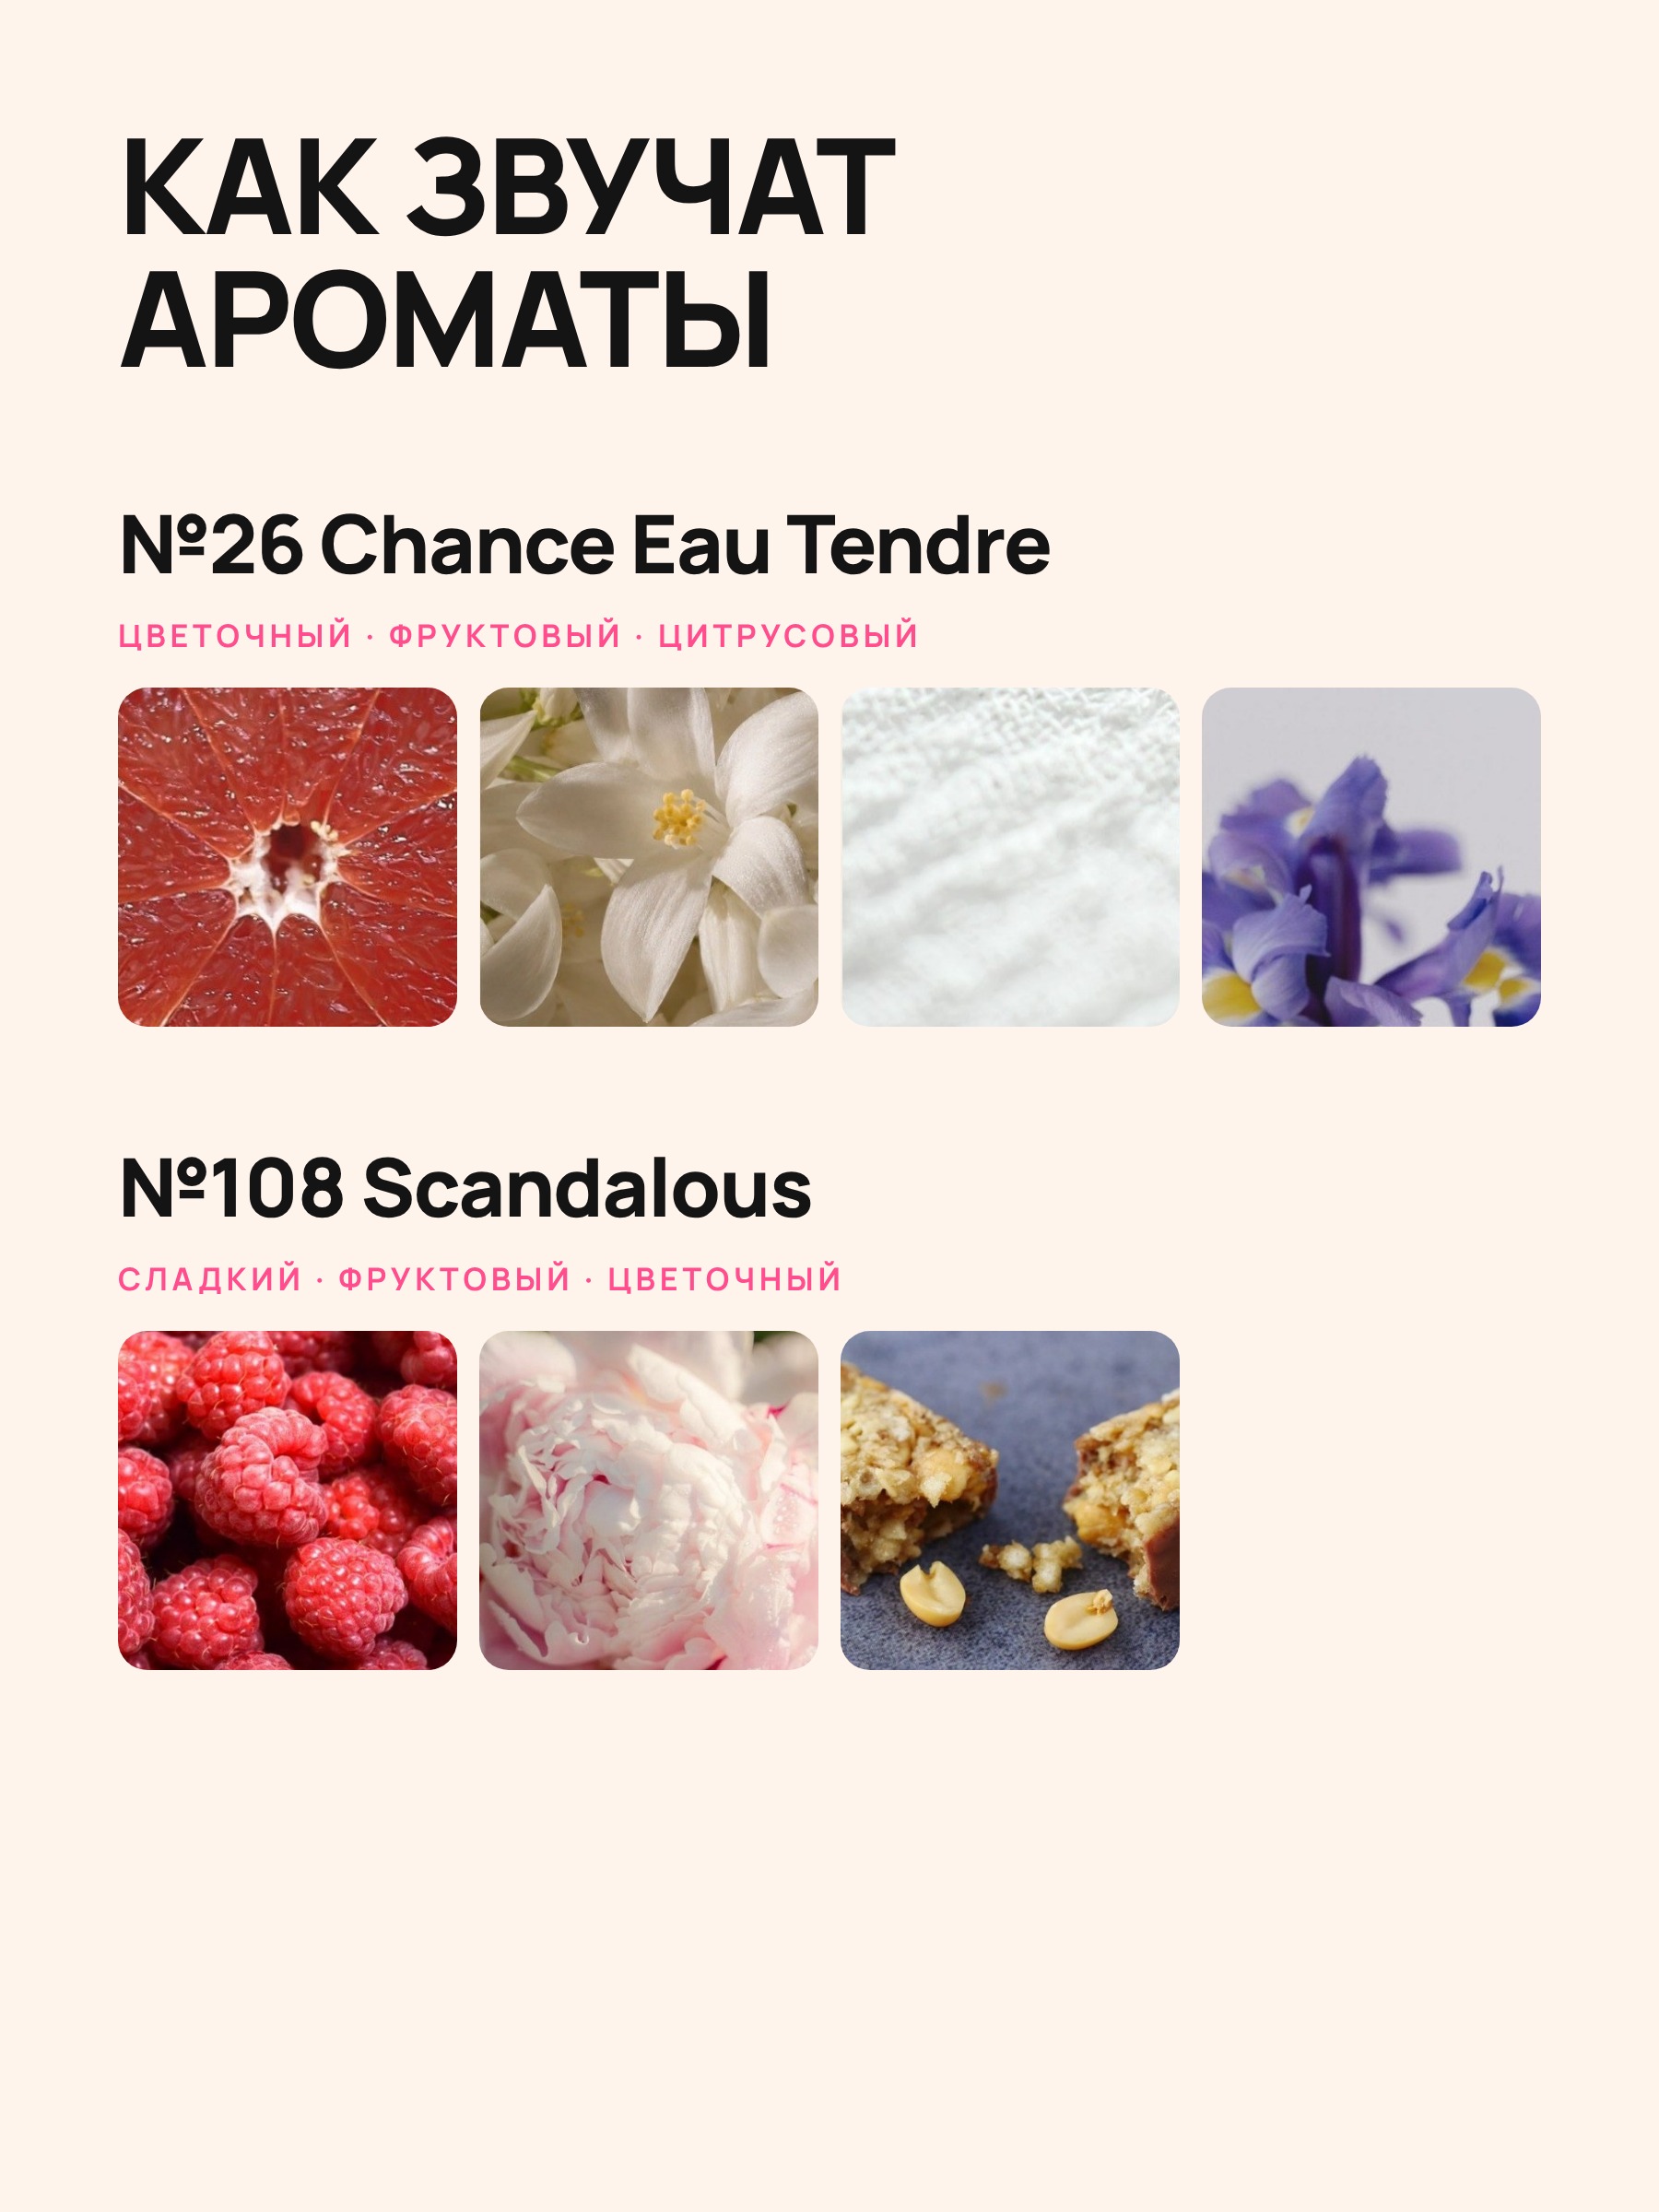 КАК ЗВУЧАТ
АРОМАТЫ
№26 Chance Eau Tendre
ЦВЕТОЧНЫЙ · ФРУКТОВЫЙ · ЦИТРУСОВЫЙ
№108 Scandalous
СЛАДКИЙ · ФРУКТОВЫЙ · ЦВЕТОЧНЫЙ